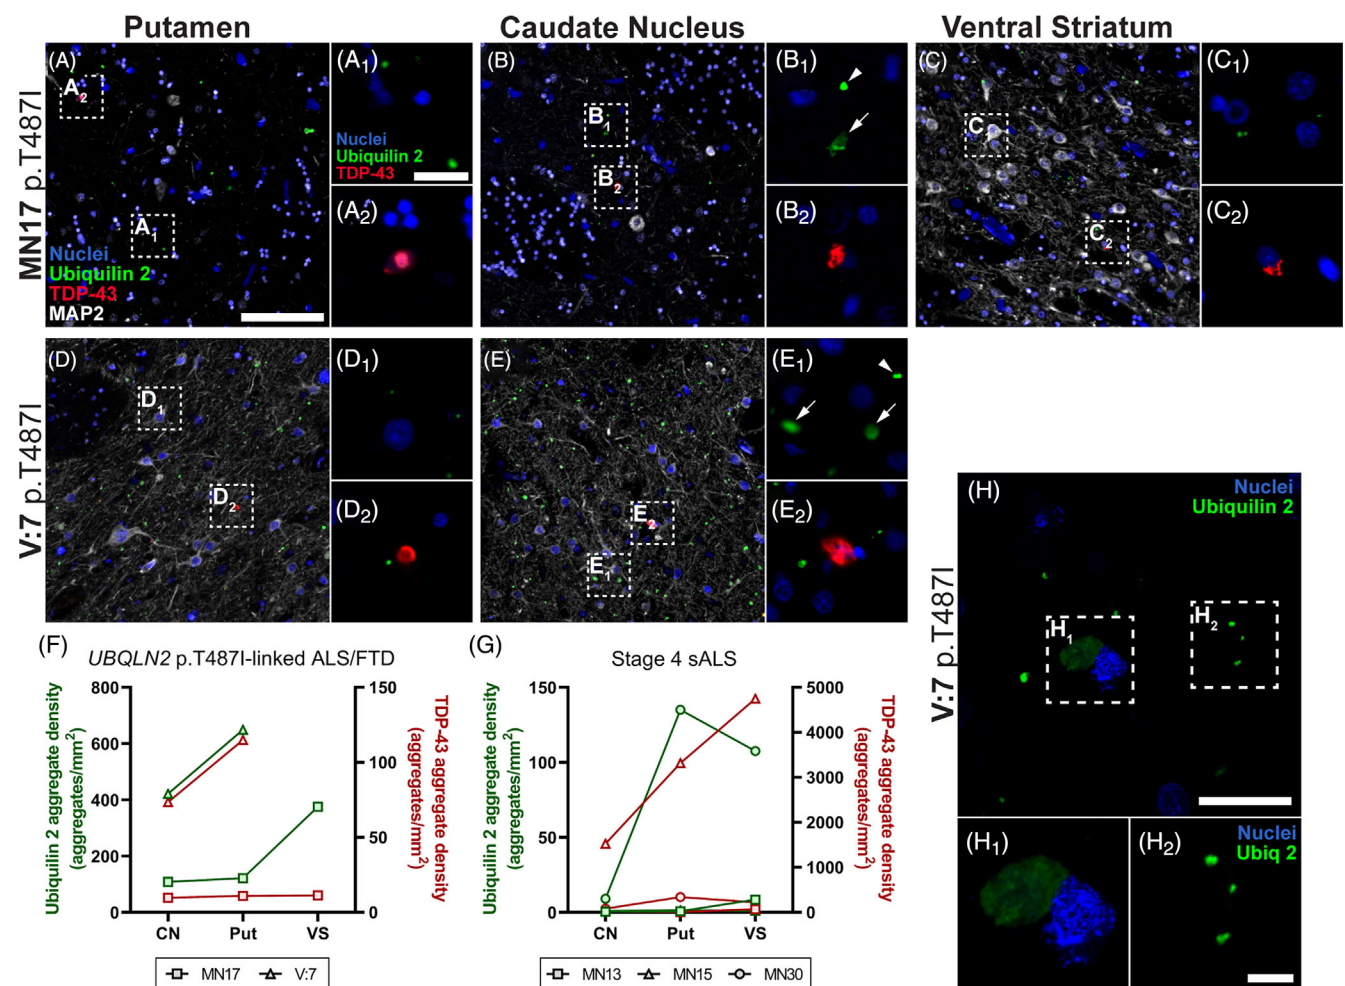 Putamen
Caudate Nucleus
Ventral Striatum
MN17 p.T487I
(A)
A2
A1
Nuclei
Ubiquilin 2
TDP-43
MAP2
(A1)
Nuclei
Ubiquilin 2
TDP-43
(A2)
(B)
B1
B2
(B1)
(B2)
(C)
C1
C2
(C1)
(C2)
V:7 p.T487I
(D)
D1
D2
(D1)
(D2)
(E)
E2
E1
(E1)
(E2)
(F)
UBQLN2 p.T487I-linked ALS/FTD
Ubiquilin 2 aggregate density
(aggregates/mm2)
800
600
400
200
0
150
100
50
0
TDP-43 aggregate density
(aggregates/mm2)
CN Put VS
MN17 V:7
(G)
Stage 4 sALS
Ubiquilin 2 aggregate density
(aggregates/mm2)
150
100
50
0
5000
4000
3000
2000
1000
0
TDP-43 aggregate density
(aggregates/mm2)
CN Put VS
MN13 MN15 MN30
V:7 p.T487I
(H)
Nuclei
Ubiquilin 2
H1
H2
(H1)
(H2)
Nuclei
Ubiq 2